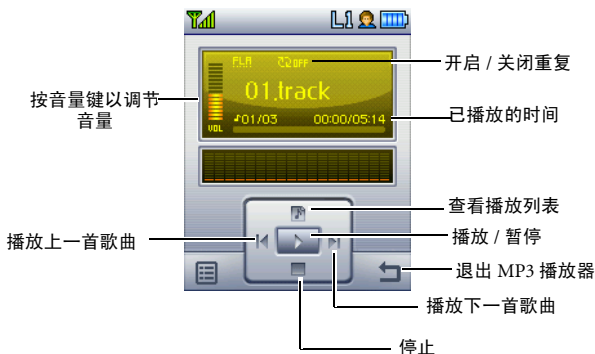 L1
FLA OFF
01.track
VOL
01/03 00:00/05:14
按音量键以调节
音量
开启 / 关闭重复
已播放的时间
查看播放列表
播放 / 暂停
播放上一首歌曲
退出 MP3 播放器
播放下一首歌曲
停止